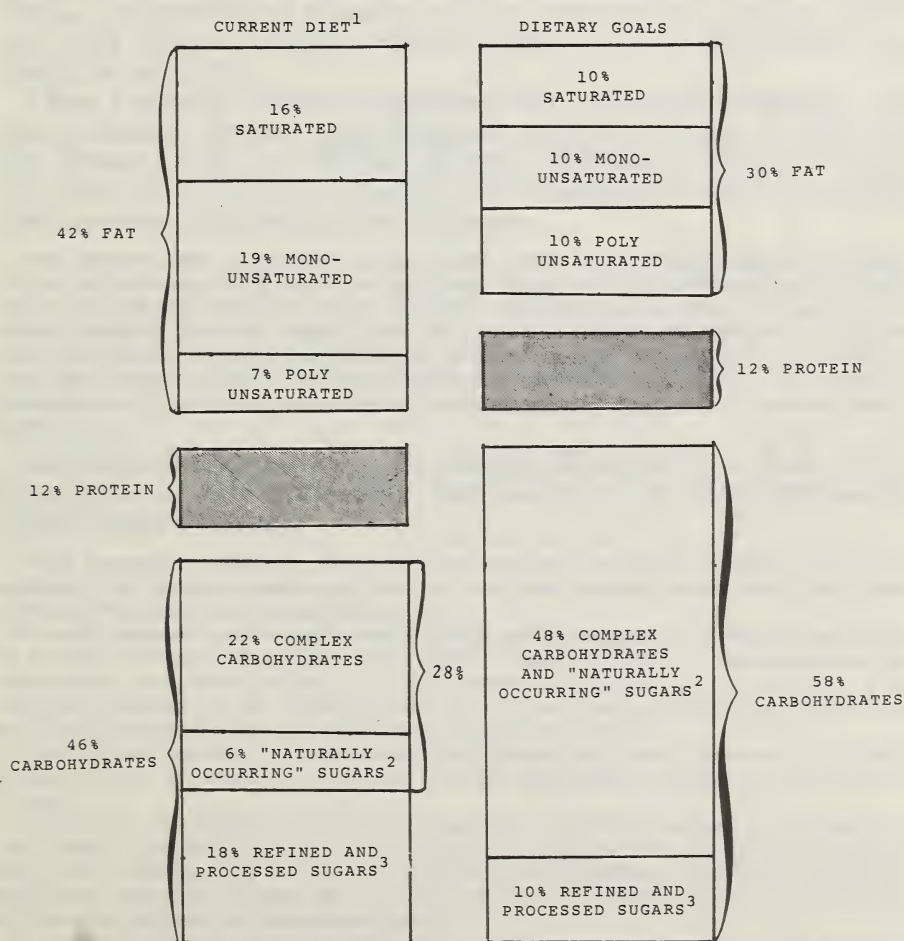 CURRENT DIET1
16%
SATURATED
42% FAT
19% MONO-
UNSATURATED
7% POLY
UNSATURATED
12% PROTEIN
22% COMPLEX
CARBOHYDRATES
28%
46%
CARBOHYDRATES
6% "NATURALLY
OCCURRING" SUGARS2
18% REFINED AND
PROCESSED SUGARS3
DIETARY GOALS
10%
SATURATED
10% MONO-
UNSATURATED
30% FAT
10% POLY
UNSATURATED
12% PROTEIN
48% COMPLEX
CARBOHYDRATES
AND "NATURALLY
OCCURRING" SUGARS2
58%
CARBOHYDRATES
10% REFINED AND
PROCESSED SUGARS3